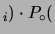 ᵢ) · P∘(